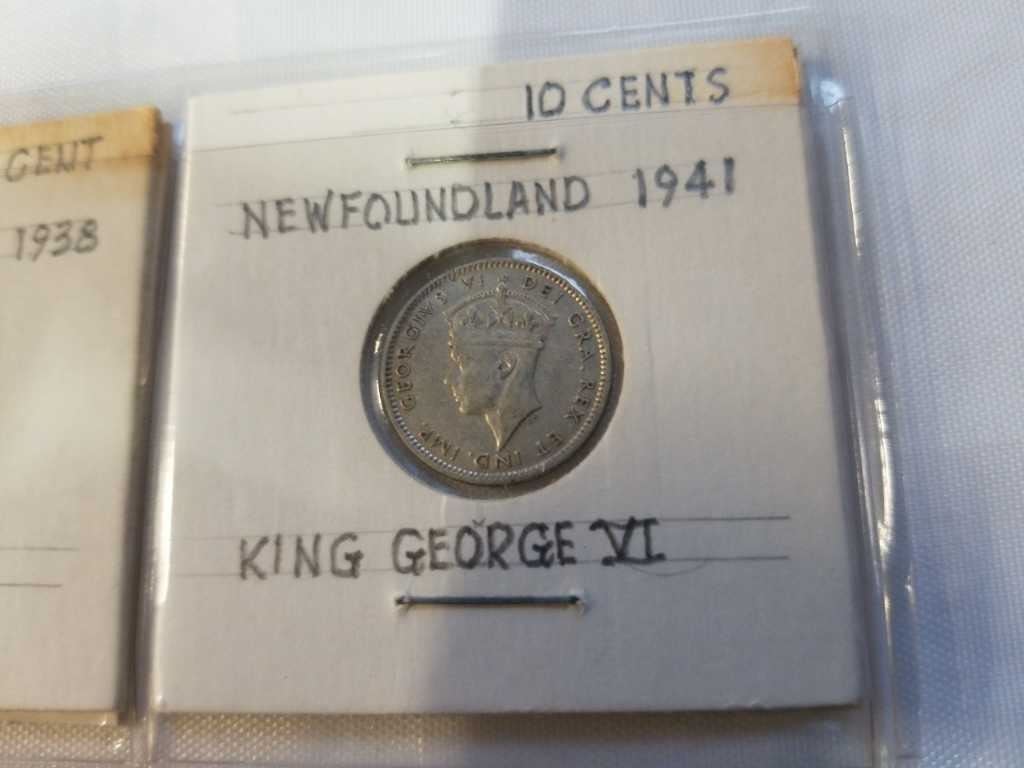 CENT
1938
10 CENTS
NEWFOUNDLAND 1941
GEORGIVS VI DEI GRA. REX ET IND. IMP.
KING GEORGE VI